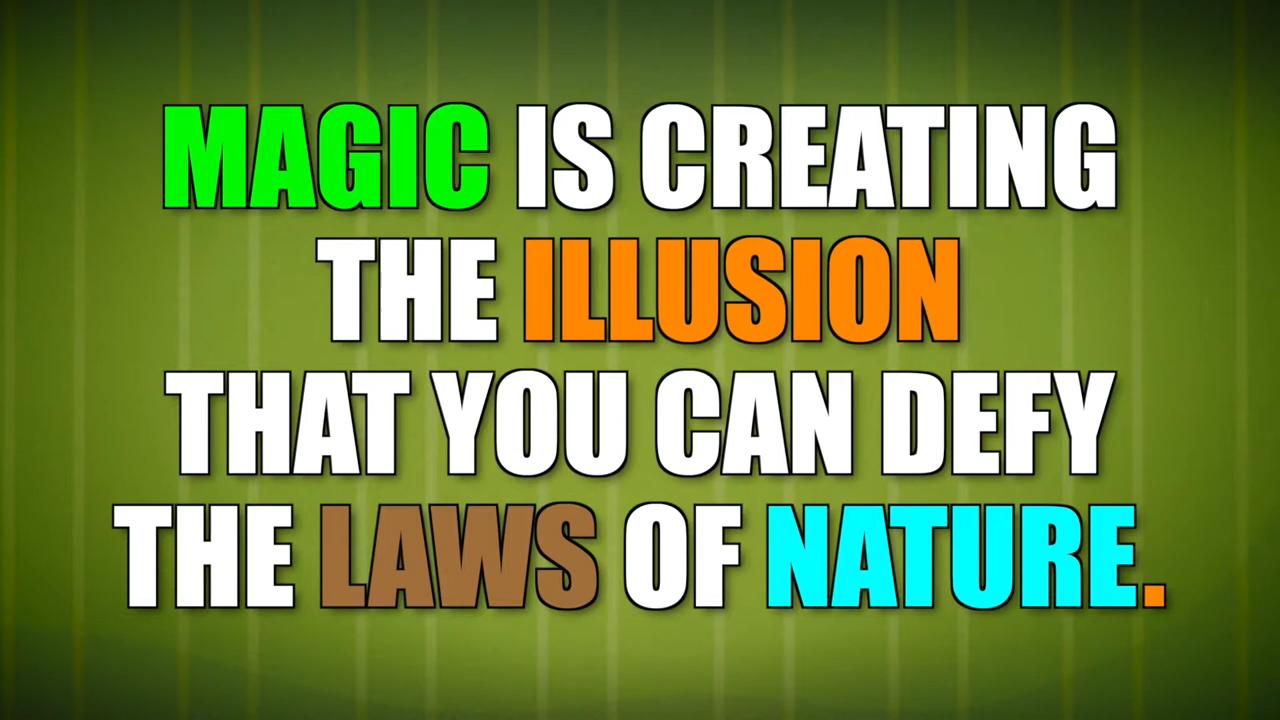 MAGIC IS CREATING
THE ILLUSION
THAT YOU CAN DEFY
THE LAWS OF NATURE.